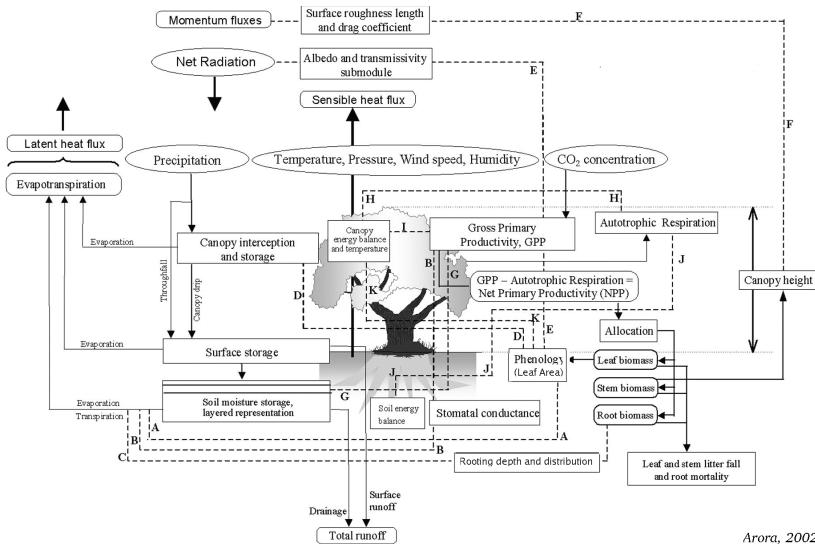 Momentum fluxes
Surface roughness length
and drag coefficient
F
Net Radiation
Albedo and transmissivity
submodule
E
Sensible heat flux
F
Latent heat flux
Precipitation
Temperature, Pressure, Wind speed, Humidity
CO2 concentration
Evapotranspiration
H
H
Evaporation
Canopy interception
and storage
Canopy
energy balance
and temperature
I
Gross Primary
Productivity, GPP
Autotrophic Respiration
Throughfall
Canopy drip
D
K
B
G
J
GPP – Autotrophic Respiration =
Net Primary Productivity (NPP)
Canopy height
K
D
E
Allocation
Evaporation
Surface storage
Phenology
(Leaf Area)
Leaf biomass
J
J
Stem biomass
Evaporation
Transpiration
Soil moisture storage,
layered representation
G
Soil energy
balance
Stomatal conductance
Root biomass
A
B
C
B
A
Rooting depth and distribution
Leaf and stem litter fall
and root mortality
Drainage
Surface
runoff
Total runoff
Arora, 2002